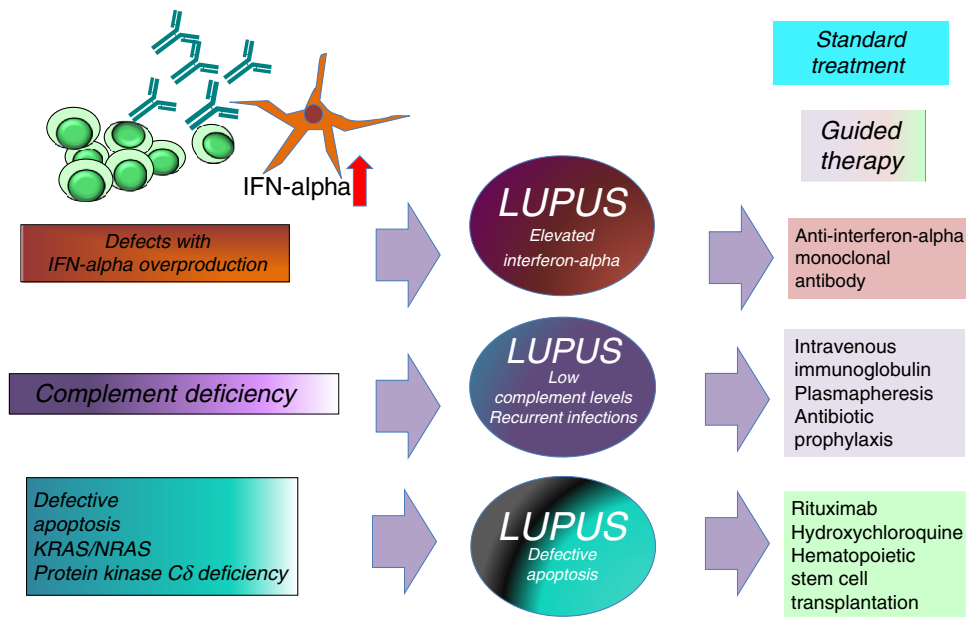 Standard
treatment
Guided
therapy
IFN-alpha
Defects with
IFN-alpha overproduction
LUPUS
Elevated
interferon-alpha
Anti-interferon-alpha
monoclonal
antibody
Complement deficiency
LUPUS
Low
complement levels
Recurrent infections
Intravenous
immunoglobulin
Plasmapheresis
Antibiotic
prophylaxis
Defective
apoptosis
KRAS/NRAS
Protein kinase Cδ deficiency
LUPUS
Defective
apoptosis
Rituximab
Hydroxychloroquine
Hematopoietic
stem cell
transplantation